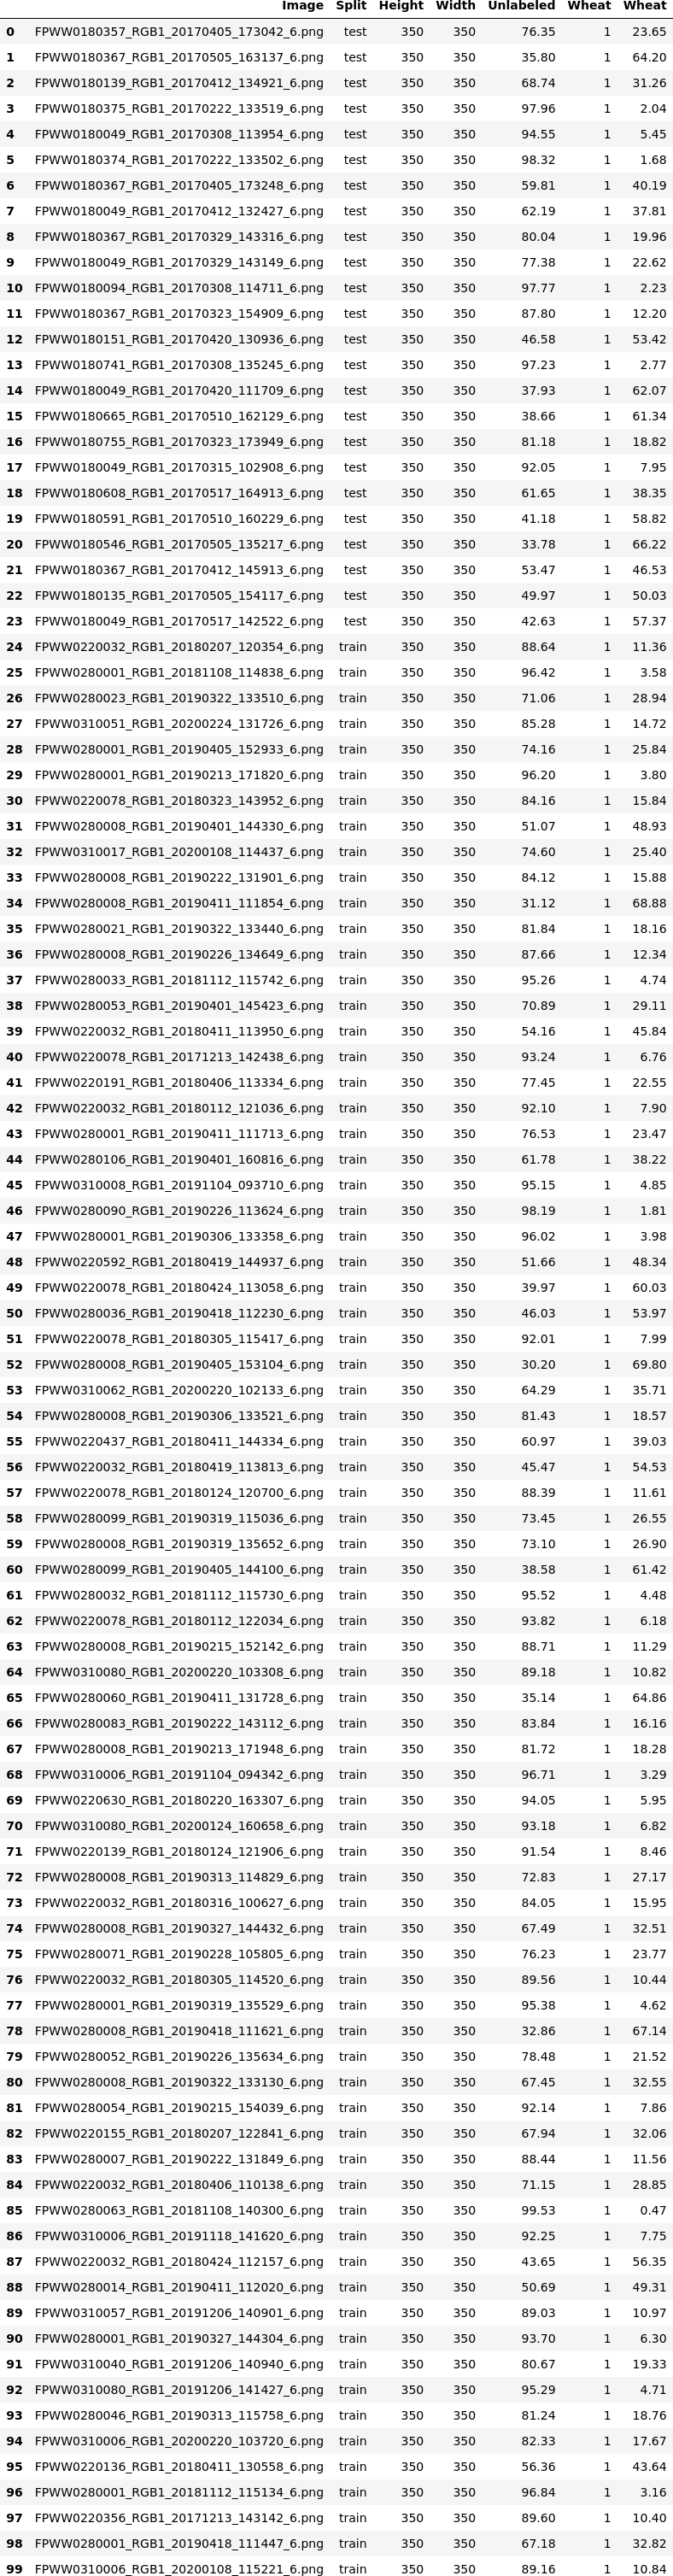 Image Split Height Width Unlabeled Wheat Wheat
0 FPWW0180357_RGB1_20170405_173042_6.png test 350 350 76.35 1 23.65
1 FPWW0180367_RGB1_20170505_163137_6.png test 350 350 35.80 1 64.20
2 FPWW0180139_RGB1_20170412_134921_6.png test 350 350 68.74 1 31.26
3 FPWW0180375_RGB1_20170222_133519_6.png test 350 350 97.96 1 2.04
4 FPWW0180049_RGB1_20170308_113954_6.png test 350 350 94.55 1 5.45
5 FPWW0180374_RGB1_20170222_133502_6.png test 350 350 98.32 1 1.68
6 FPWW0180367_RGB1_20170405_173248_6.png test 350 350 59.81 1 40.19
7 FPWW0180049_RGB1_20170412_132427_6.png test 350 350 62.19 1 37.81
8 FPWW0180367_RGB1_20170329_143316_6.png test 350 350 80.04 1 19.96
9 FPWW0180049_RGB1_20170329_143149_6.png test 350 350 77.38 1 22.62
10 FPWW0180094_RGB1_20170308_114711_6.png test 350 350 97.77 1 2.23
11 FPWW0180367_RGB1_20170323_154909_6.png test 350 350 87.80 1 12.20
12 FPWW0180151_RGB1_20170420_130936_6.png test 350 350 46.58 1 53.42
13 FPWW0180741_RGB1_20170308_135245_6.png test 350 350 97.23 1 2.77
14 FPWW0180049_RGB1_20170420_111709_6.png test 350 350 37.93 1 62.07
15 FPWW0180665_RGB1_20170510_162129_6.png test 350 350 38.66 1 61.34
16 FPWW0180755_RGB1_20170323_173949_6.png test 350 350 81.18 1 18.82
17 FPWW0180049_RGB1_20170315_102908_6.png test 350 350 92.05 1 7.95
18 FPWW0180608_RGB1_20170517_164913_6.png test 350 350 61.65 1 38.35
19 FPWW0180591_RGB1_20170510_160229_6.png test 350 350 41.18 1 58.82
20 FPWW0180546_RGB1_20170505_135217_6.png test 350 350 33.78 1 66.22
21 FPWW0180367_RGB1_20170412_145913_6.png test 350 350 53.47 1 46.53
22 FPWW0180135_RGB1_20170505_154117_6.png test 350 350 49.97 1 50.03
23 FPWW0180049_RGB1_20170517_142522_6.png test 350 350 42.63 1 57.37
24 FPWW0220032_RGB1_20180207_120354_6.png train 350 350 88.64 1 11.36
25 FPWW0280001_RGB1_20181108_114838_6.png train 350 350 96.42 1 3.58
26 FPWW0280023_RGB1_20190322_133510_6.png train 350 350 71.06 1 28.94
27 FPWW0310051_RGB1_20200224_131726_6.png train 350 350 85.28 1 14.72
28 FPWW0280001_RGB1_20190405_152933_6.png train 350 350 74.16 1 25.84
29 FPWW0280001_RGB1_20190213_171820_6.png train 350 350 96.20 1 3.80
30 FPWW0220078_RGB1_20180323_143952_6.png train 350 350 84.16 1 15.84
31 FPWW0280008_RGB1_20190401_144330_6.png train 350 350 51.07 1 48.93
32 FPWW0310017_RGB1_20200108_114437_6.png train 350 350 74.60 1 25.40
33 FPWW0280008_RGB1_20190222_131901_6.png train 350 350 84.12 1 15.88
34 FPWW0280008_RGB1_20190411_111854_6.png train 350 350 31.12 1 68.88
35 FPWW0280021_RGB1_20190322_133440_6.png train 350 350 81.84 1 18.16
36 FPWW0280008_RGB1_20190226_134649_6.png train 350 350 87.66 1 12.34
37 FPWW0280033_RGB1_20181112_115742_6.png train 350 350 95.26 1 4.74
38 FPWW0280053_RGB1_20190401_145423_6.png train 350 350 70.89 1 29.11
39 FPWW0220032_RGB1_20180411_113950_6.png train 350 350 54.16 1 45.84
40 FPWW0220078_RGB1_20171213_142438_6.png train 350 350 93.24 1 6.76
41 FPWW0220191_RGB1_20180406_113334_6.png train 350 350 77.45 1 22.55
42 FPWW0220032_RGB1_20180112_121036_6.png train 350 350 92.10 1 7.90
43 FPWW0280001_RGB1_20190411_111713_6.png train 350 350 76.53 1 23.47
44 FPWW0280106_RGB1_20190401_160816_6.png train 350 350 61.78 1 38.22
45 FPWW0310008_RGB1_20191104_093710_6.png train 350 350 95.15 1 4.85
46 FPWW0280090_RGB1_20190226_113624_6.png train 350 350 98.19 1 1.81
47 FPWW0280001_RGB1_20190306_133358_6.png train 350 350 96.02 1 3.98
48 FPWW0220592_RGB1_20180419_144937_6.png train 350 350 51.66 1 48.34
49 FPWW0220078_RGB1_20180424_113058_6.png train 350 350 39.97 1 60.03
50 FPWW0280036_RGB1_20190418_112230_6.png train 350 350 46.03 1 53.97
51 FPWW0220078_RGB1_20180305_115417_6.png train 350 350 92.01 1 7.99
52 FPWW0280008_RGB1_20190405_153104_6.png train 350 350 30.20 1 69.80
53 FPWW0310062_RGB1_20200220_102133_6.png train 350 350 64.29 1 35.71
54 FPWW0280008_RGB1_20190306_133521_6.png train 350 350 81.43 1 18.57
55 FPWW0220437_RGB1_20180411_144334_6.png train 350 350 60.97 1 39.03
56 FPWW0220032_RGB1_20180419_113813_6.png train 350 350 45.47 1 54.53
57 FPWW0220078_RGB1_20180124_120700_6.png train 350 350 88.39 1 11.61
58 FPWW0280099_RGB1_20190319_115036_6.png train 350 350 73.45 1 26.55
59 FPWW0280008_RGB1_20190319_135652_6.png train 350 350 73.10 1 26.90
60 FPWW0280099_RGB1_20190405_144100_6.png train 350 350 38.58 1 61.42
61 FPWW0280032_RGB1_20181112_115730_6.png train 350 350 95.52 1 4.48
62 FPWW0220078_RGB1_20180112_122034_6.png train 350 350 93.82 1 6.18
63 FPWW0280008_RGB1_20190215_152142_6.png train 350 350 88.71 1 11.29
64 FPWW0310080_RGB1_20200220_103308_6.png train 350 350 89.18 1 10.82
65 FPWW0280060_RGB1_20190411_131728_6.png train 350 350 35.14 1 64.86
66 FPWW0280083_RGB1_20190222_143112_6.png train 350 350 83.84 1 16.16
67 FPWW0280008_RGB1_20190213_171948_6.png train 350 350 81.72 1 18.28
68 FPWW0310006_RGB1_20191104_094342_6.png train 350 350 96.71 1 3.29
69 FPWW0220630_RGB1_20180220_163307_6.png train 350 350 94.05 1 5.95
70 FPWW0310080_RGB1_20200124_160658_6.png train 350 350 93.18 1 6.82
71 FPWW0220139_RGB1_20180124_121906_6.png train 350 350 91.54 1 8.46
72 FPWW0280008_RGB1_20190313_114829_6.png train 350 350 72.83 1 27.17
73 FPWW0220032_RGB1_20180316_100627_6.png train 350 350 84.05 1 15.95
74 FPWW0280008_RGB1_20190327_144432_6.png train 350 350 67.49 1 32.51
75 FPWW0280071_RGB1_20190228_105805_6.png train 350 350 76.23 1 23.77
76 FPWW0220032_RGB1_20180305_114520_6.png train 350 350 89.56 1 10.44
77 FPWW0280001_RGB1_20190319_135529_6.png train 350 350 95.38 1 4.62
78 FPWW0280008_RGB1_20190418_111621_6.png train 350 350 32.86 1 67.14
79 FPWW0280052_RGB1_20190226_135634_6.png train 350 350 78.48 1 21.52
80 FPWW0280008_RGB1_20190322_133130_6.png train 350 350 67.45 1 32.55
81 FPWW0280054_RGB1_20190215_154039_6.png train 350 350 92.14 1 7.86
82 FPWW0220155_RGB1_20180207_122841_6.png train 350 350 67.94 1 32.06
83 FPWW0280007_RGB1_20190222_131849_6.png train 350 350 88.44 1 11.56
84 FPWW0220032_RGB1_20180406_110138_6.png train 350 350 71.15 1 28.85
85 FPWW0280063_RGB1_20181108_140300_6.png train 350 350 99.53 1 0.47
86 FPWW0310006_RGB1_20191118_141620_6.png train 350 350 92.25 1 7.75
87 FPWW0220032_RGB1_20180424_112157_6.png train 350 350 43.65 1 56.35
88 FPWW0280014_RGB1_20190411_112020_6.png train 350 350 50.69 1 49.31
89 FPWW0310057_RGB1_20191206_140901_6.png train 350 350 89.03 1 10.97
90 FPWW0280001_RGB1_20190327_144304_6.png train 350 350 93.70 1 6.30
91 FPWW0310040_RGB1_20191206_140940_6.png train 350 350 80.67 1 19.33
92 FPWW0310080_RGB1_20191206_141427_6.png train 350 350 95.29 1 4.71
93 FPWW0280046_RGB1_20190313_115758_6.png train 350 350 81.24 1 18.76
94 FPWW0310006_RGB1_20200220_103720_6.png train 350 350 82.33 1 17.67
95 FPWW0220136_RGB1_20180411_130558_6.png train 350 350 56.36 1 43.64
96 FPWW0280001_RGB1_20181112_115134_6.png train 350 350 96.84 1 3.16
97 FPWW0220356_RGB1_20171213_143142_6.png train 350 350 89.60 1 10.40
98 FPWW0280001_RGB1_20190418_111447_6.png train 350 350 67.18 1 32.82
99 FPWW0310006_RGB1_20200108_115221_6.png train 350 350 89.16 1 10.84